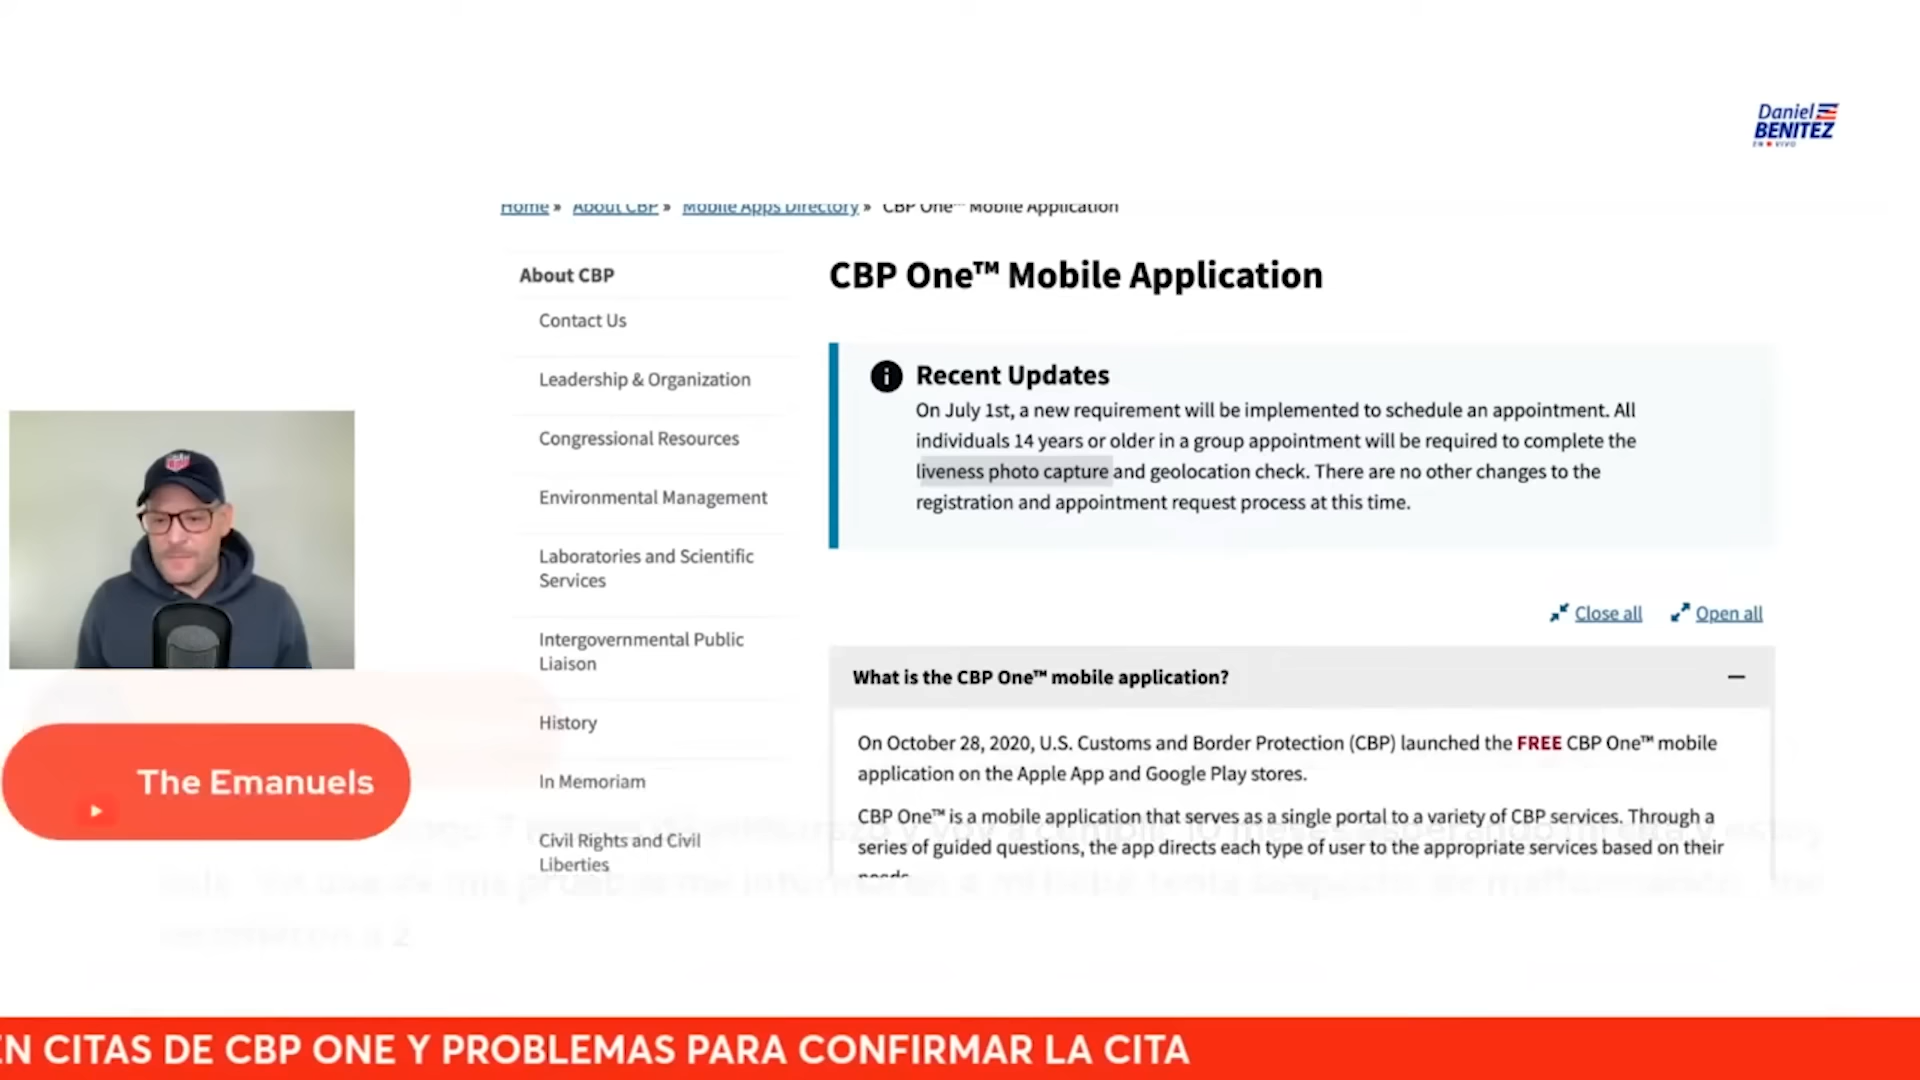 Daniel
BENITEZ
EN VIVO
Home » About CBP » Mobile Apps Directory » CBP One™ Mobile Application
About CBP
Contact Us
Leadership & Organization
Congressional Resources
Environmental Management
Laboratories and Scientific
Services
Intergovernmental Public
Liaison
History
In Memoriam
Civil Rights and Civil
Liberties
CBP One™ Mobile Application
Recent Updates
On July 1st, a new requirement will be implemented to schedule an appointment. All
individuals 14 years or older in a group appointment will be required to complete the
liveness photo capture and geolocation check. There are no other changes to the
registration and appointment request process at this time.
Close all
Open all
What is the CBP One™ mobile application?
On October 28, 2020, U.S. Customs and Border Protection (CBP) launched the FREE CBP One™ mobile
application on the Apple App and Google Play stores.
CBP One™ is a mobile application that serves as a single portal to a variety of CBP services. Through a
series of guided questions, the app directs each type of user to the appropriate services based on their
The Emanuels
EN CITAS DE CBP ONE Y PROBLEMAS PARA CONFIRMAR LA CITA